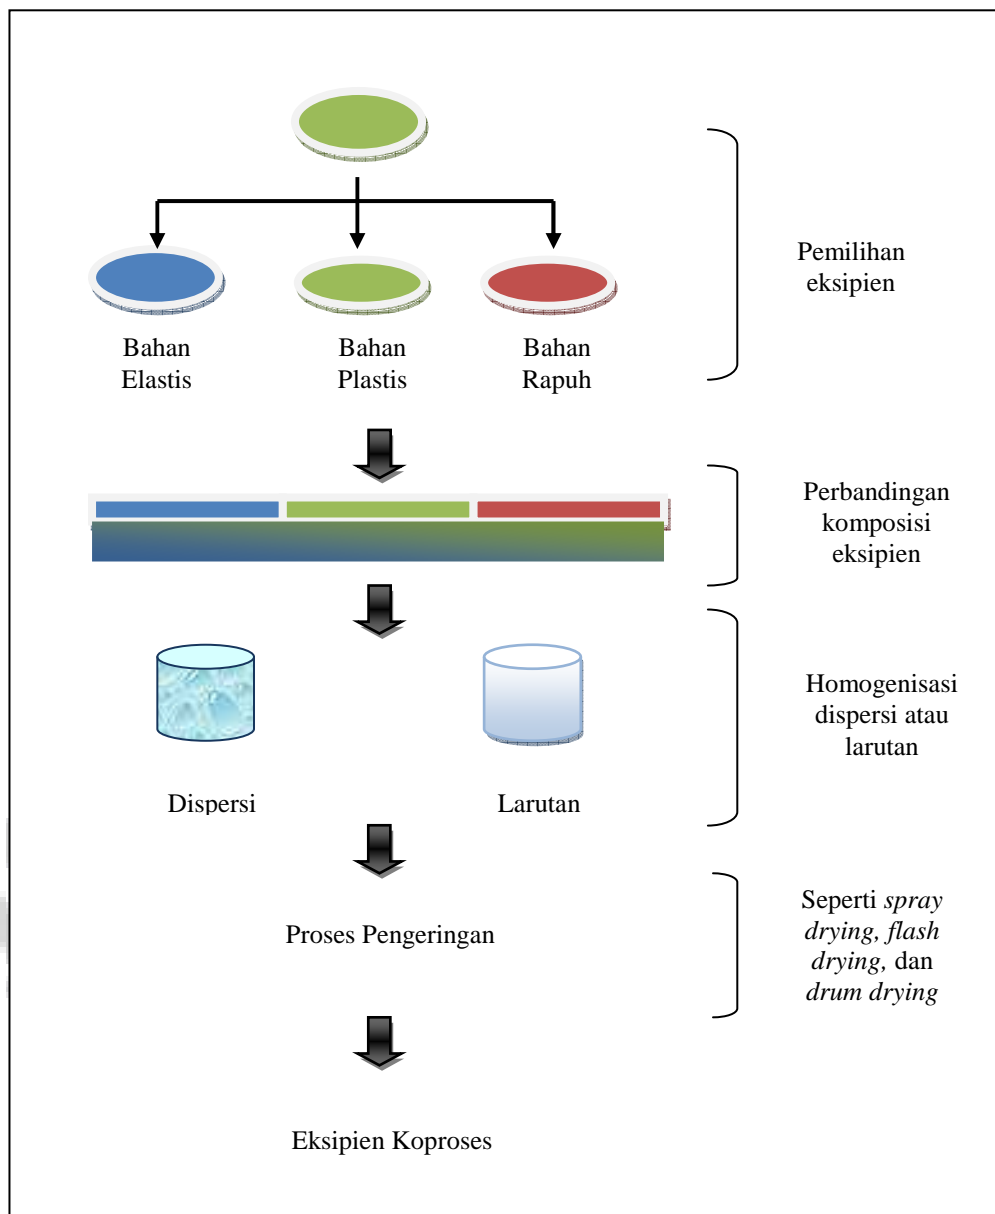 Pemilihan
eksipien
Bahan
Elastis
Bahan
Plastis
Bahan
Rapuh
Perbandingan
komposisi
eksipien
Homogenisasi
dispersi atau
larutan
Dispersi
Larutan
Seperti spray
drying, flash
drying, dan
drum drying
Proses Pengeringan
Eksipien Koproses